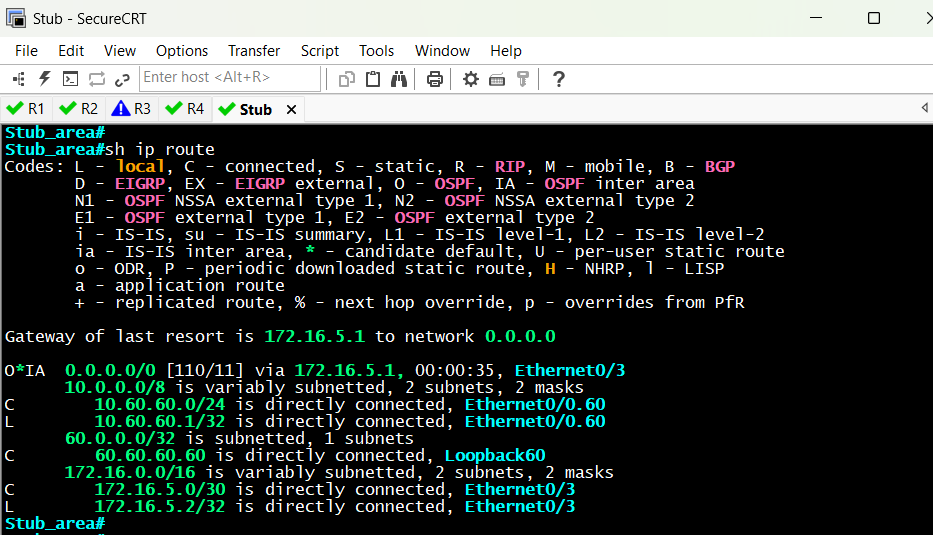 Stub - SecureCRT
File Edit View Options Transfer Script Tools Window Help
Enter host <Alt+R>
R1 R2 R3 R4 Stub
Stub_area#
Stub_area#sh ip route
Codes: L - local, C - connected, S - static, R - RIP, M - mobile, B - BGP
D - EIGRP, EX - EIGRP external, O - OSPF, IA - OSPF inter area
N1 - OSPF NSSA external type 1, N2 - OSPF NSSA external type 2
E1 - OSPF external type 1, E2 - OSPF external type 2
i - IS-IS, su - IS-IS summary, L1 - IS-IS level-1, L2 - IS-IS level-2
ia - IS-IS inter area, * - candidate default, U - per-user static route
o - ODR, P - periodic downloaded static route, H - NHRP, l - LISP
a - application route
+ - replicated route, % - next hop override, p - overrides from PfR
Gateway of last resort is 172.16.5.1 to network 0.0.0.0
O*IA 0.0.0.0/0 [110/11] via 172.16.5.1, 00:00:35, Ethernet0/3
10.0.0.0/8 is variably subnetted, 2 subnets, 2 masks
C 10.60.60.0/24 is directly connected, Ethernet0/0.60
L 10.60.60.1/32 is directly connected, Ethernet0/0.60
60.0.0.0/32 is subnetted, 1 subnets
C 60.60.60.60 is directly connected, Loopback60
172.16.0.0/16 is variably subnetted, 2 subnets, 2 masks
C 172.16.5.0/30 is directly connected, Ethernet0/3
L 172.16.5.2/32 is directly connected, Ethernet0/3
Stub_area#